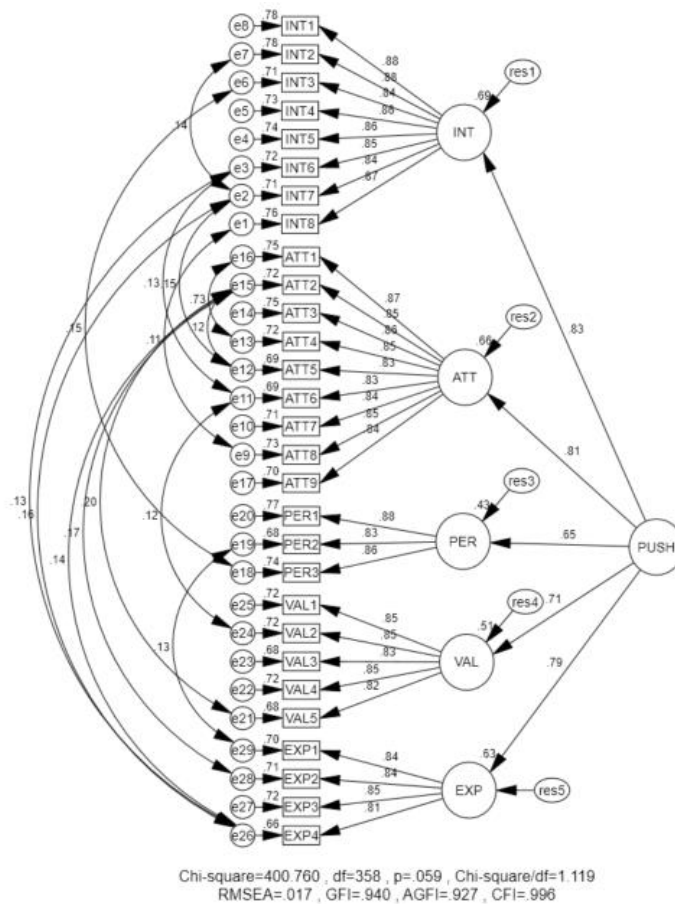 e8 .78 INT1 .88
e7 .78 INT2 .88 res1
e6 .71 INT3 .84 .69
e5 .73 INT4 .86 INT
.14
e4 .74 INT5 .86
e3 .72 INT6 .85
e2 .71 INT7 .84
e1 .76 INT8 .87
e16 .75 ATT1 .87
.13 .15
e15 .72 ATT2 .85
.73
e14 .75 ATT3 .86 res2
.15 .83
e13 .72 ATT4 .85 .66
.11 .12
e12 .69 ATT5 .83 ATT
e11 .69 ATT6 .83
e10 .71 ATT7 .84
e9 .73 ATT8 .85
.81
e17 .70 ATT9 .84
e20 .77 PER1 .88 res3
.13 .20 .43
.16 .17 .12
e19 .68 PER2 .83 PER .65 PUSH
.14
e18 .74 PER3 .86
e25 .72 VAL1 .85 res4 .71
e24 .72 VAL2 .85 .51
.13
e23 .68 VAL3 .83 VAL
e22 .72 VAL4 .85 .79
e21 .68 VAL5 .82
e29 .70 EXP1 .84 .63
e28 .71 EXP2 .84 EXP res5
e27 .72 EXP3 .85
e26 .66 EXP4 .81
Chi-square=400.760 , df=358 , p=.059 , Chi-square/df=1.119
RMSEA=.017 , GFI=.940 , AGFI=.927 , CFI=.996